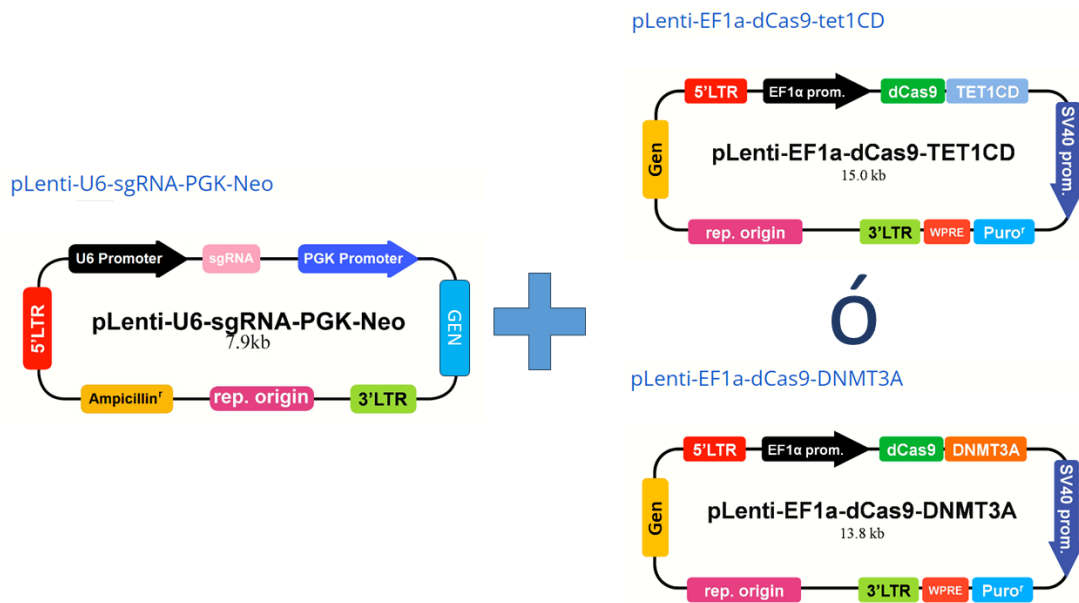 pLenti-EF1a-dCas9-tet1CD
5'LTR
EF1α prom.
dCas9
TET1CD
Gen
SV40 prom.
pLenti-EF1a-dCas9-TET1CD
15.0 kb
rep. origin
3'LTR
WPRE
Puroʳ
pLenti-U6-sgRNA-PGK-Neo
U6 Promoter
sgRNA
PGK Promoter
5'LTR
GEN
pLenti-U6-sgRNA-PGK-Neo
7.9kb
Ampicillinʳ
rep. origin
3'LTR
ó
pLenti-EF1a-dCas9-DNMT3A
5'LTR
EF1α prom.
dCas9
DNMT3A
Gen
SV40 prom.
pLenti-EF1a-dCas9-DNMT3A
13.8 kb
rep. origin
3'LTR
WPRE
Puroʳ